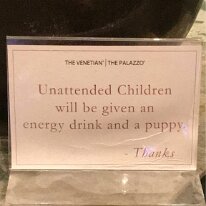 THE VENETIAN | THE PALAZZO
Unattended Children
will be given an
energy drink and a puppy.
- Thanks